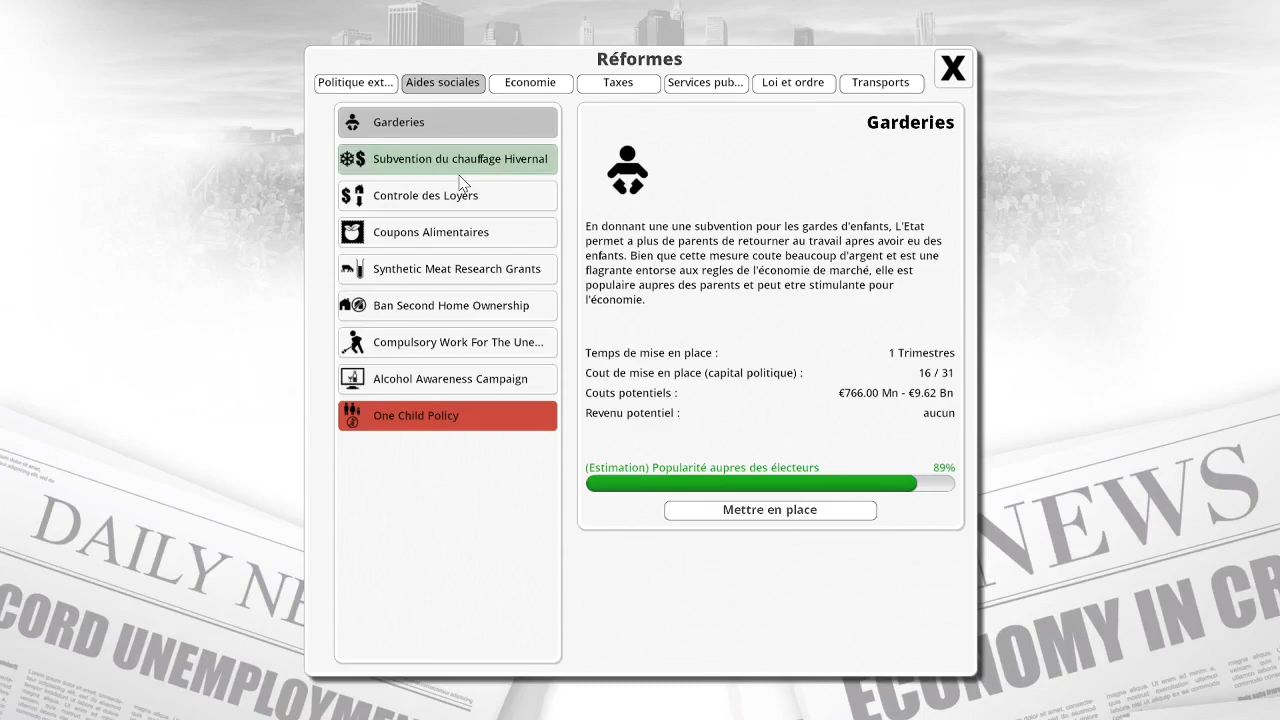 Réformes
X
Politique ext...
Aides sociales
Economie
Taxes
Services pub...
Loi et ordre
Transports
Garderies
Subvention du chauffage Hivernal
Controle des Loyers
Coupons Alimentaires
Synthetic Meat Research Grants
Ban Second Home Ownership
Compulsory Work For The Une...
Alcohol Awareness Campaign
One Child Policy
Garderies
En donnant une une subvention pour les gardes d'enfants, L'Etat
permet a plus de parents de retourner au travail apres avoir eu des
enfants. Bien que cette mesure coute beaucoup d'argent et est une
flagrante entorse aux regles de l'économie de marché, elle est
populaire aupres des parents et peut etre stimulante pour
l'économie.
Temps de mise en place : 1 Trimestres
Cout de mise en place (capital politique) : 16 / 31
Couts potentiels : €766.00 Mn - €9.62 Bn
Revenu potentiel : aucun
(Estimation) Popularité aupres des électeurs 89%
Mettre en place
DAILY NE
CORD UNEMPLOYM
NEWS
ECONOMY IN CR